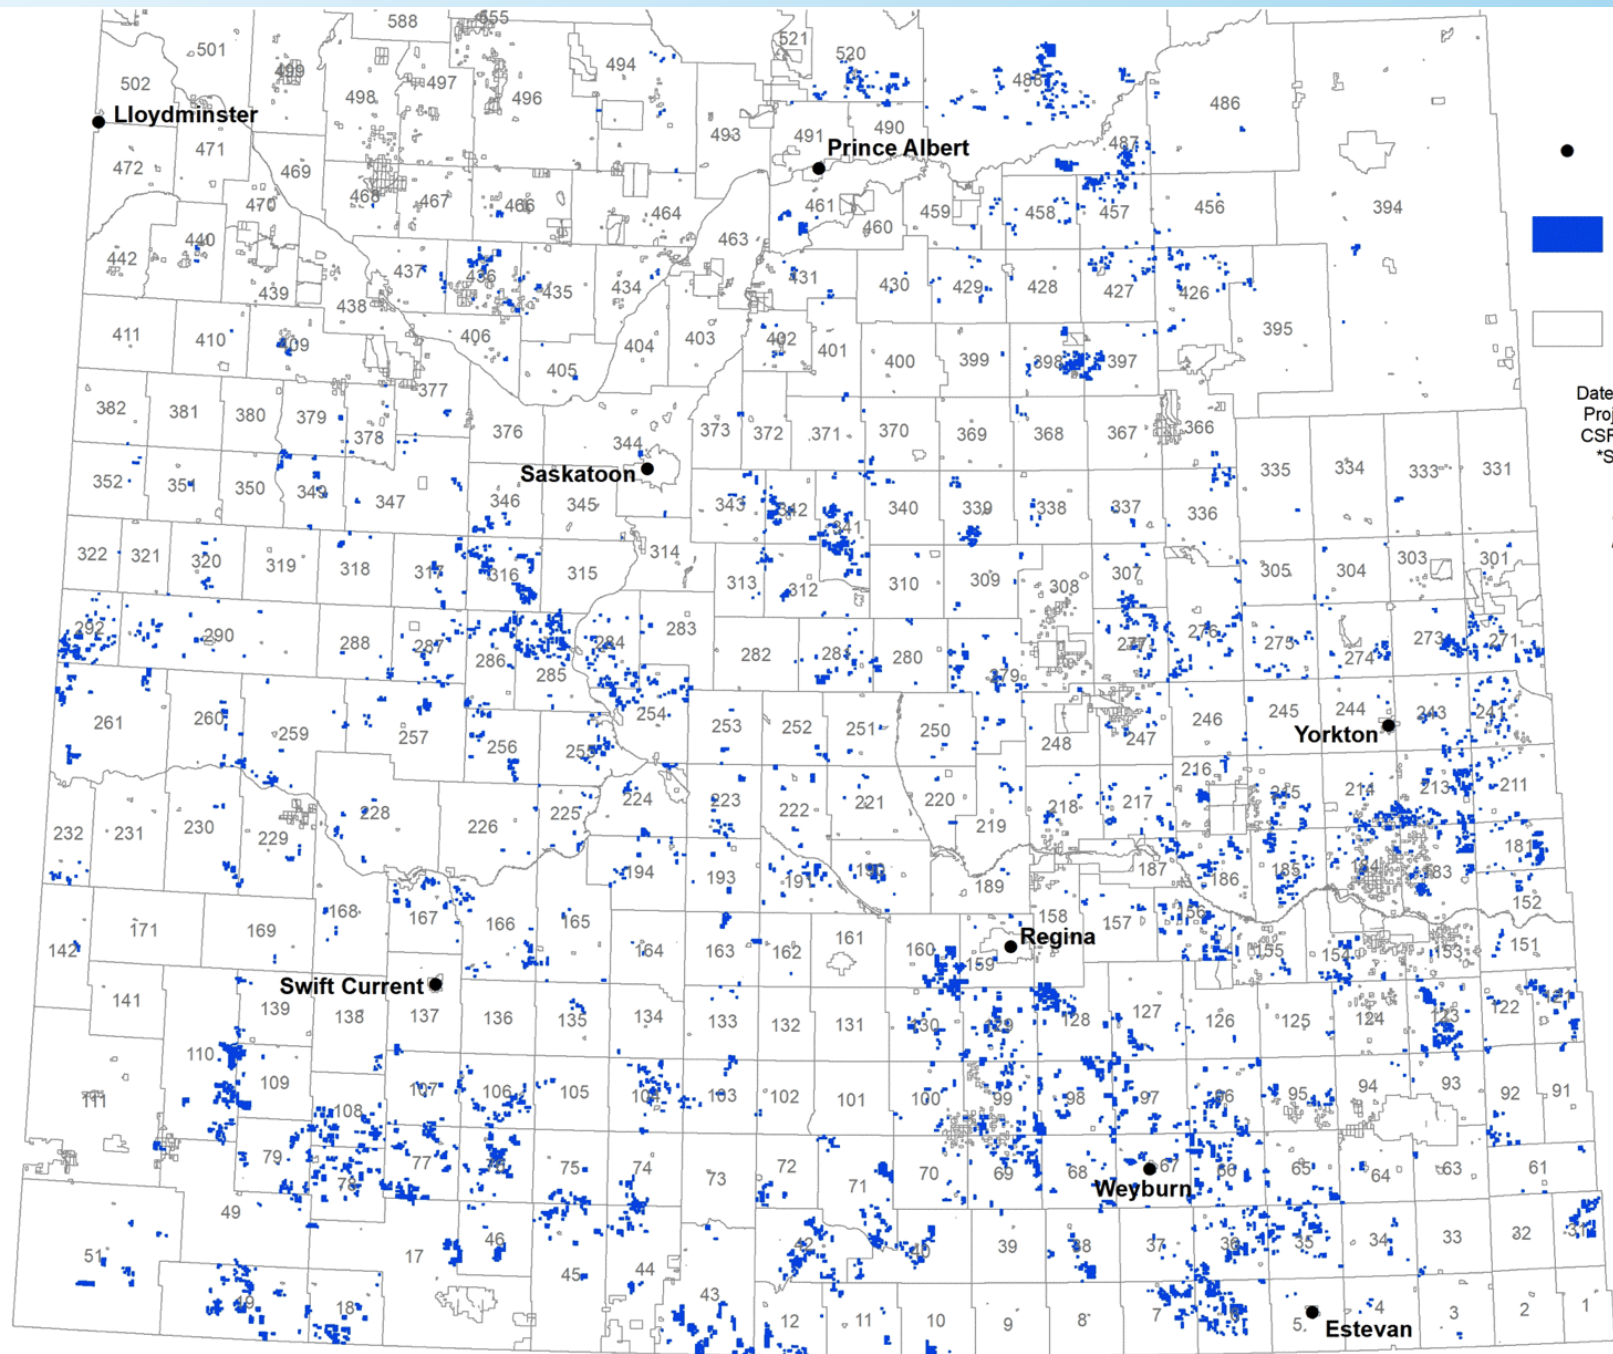 588 555
501 521 520
499 494 488
502 498 497 496 486
Lloydminster
493 491 490 487
471 Prince Albert
472 469
470 468 467 466 464 461 459 458 457 456 394
460
440 463
442 437 436 431
439 435 434 430 429 428 427 426
438
411 410 409 406 404 403 402 401 395
405 400 399 398 397
377
382 381 380 379 Date
378 376 344 373 372 371 370 369 368 367 366 Proj
CSF
*S
Saskatoon 335 334 333 331
352 351 350 349 347 346 345 343 342 340 339 338 337 336
341
322 321 320 319 318 317 316 315 314 303 301
313 312 310 309 308 307 305 304
292 290 288 287 286 284 283 282 281 280 279 277 276 275 274 273 271
285
261 260 259 257 256 255 254 253 252 251 250 248 247 246 245 244 243 241
Yorkton
216
232 231 230 229 228 226 225 224 223 222 221 220 219 218 217 215 214 213 211
194 193 191 190 189 187 186 185 184 183 181
171 169 168 167 166 165 158 157 156 152
142 164 163 162 161 160 159 Regina 155 154 153 151
Swift Current
141 139 138 137 136 135 134 133 132 131 130 129 128 127 126 125 124 123 122 121
110 109
111 108 107 106 105 104 103 102 101 100 99 98 97 96 95 94 93 92 91
79 78 77 76 75 74 73 72 71 70 69 68 67 66 65 64 63 61
Weyburn
49
51 17 46 45 44 42 40 39 38 37 36 35 34 33 32 31
19 18 43 12 11 10 9 8 7 6 5 4 3 2 1
Estevan